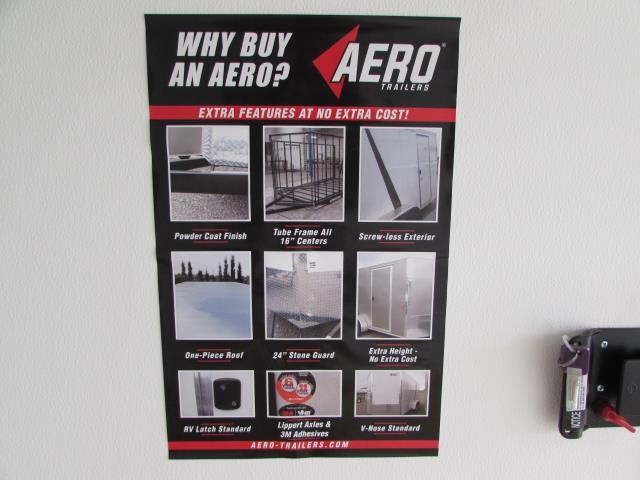 WHY BUY
AN AERO?
AERO®
TRAILERS
EXTRA FEATURES AT NO EXTRA COST!
Powder Coat Finish
Tube Frame All
16" Centers
Screw-less Exterior
One-Piece Roof
24" Stone Guard
Extra Height -
No Extra Cost
RV Latch Standard
Lippert Axles &
3M Adhesives
V-Nose Standard
AERO-TRAILERS.COM